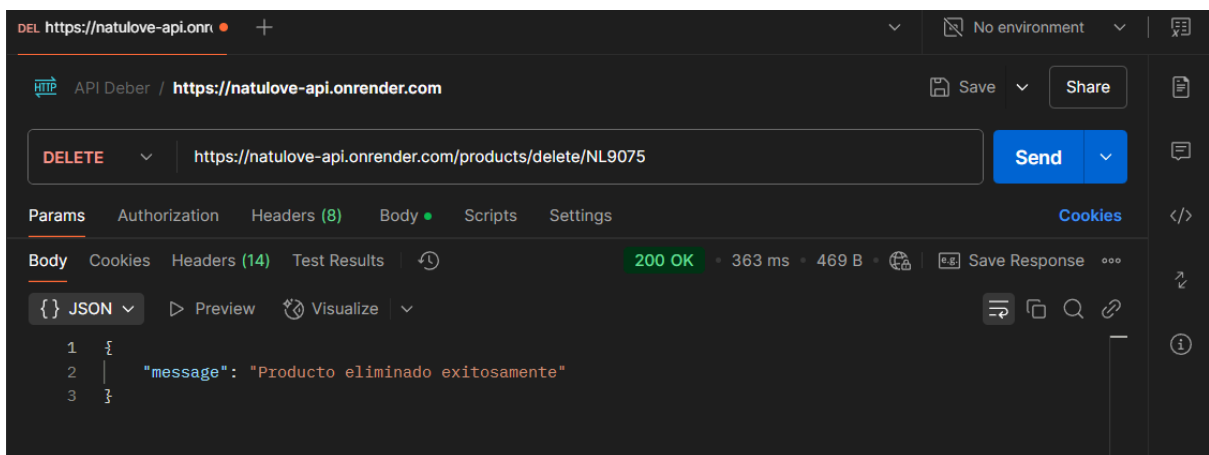 DEL https://natulove-api.onr
No environment
HTTP API Deber / https://natulove-api.onrender.com
Save
Share
DELETE https://natulove-api.onrender.com/products/delete/NL9075
Send
Params Authorization Headers (8) Body Scripts Settings Cookies
Body Cookies Headers (14) Test Results 200 OK 363 ms 469 B e.g. Save Response
{} JSON Preview Visualize
1 {
2 "message": "Producto eliminado exitosamente"
3 }